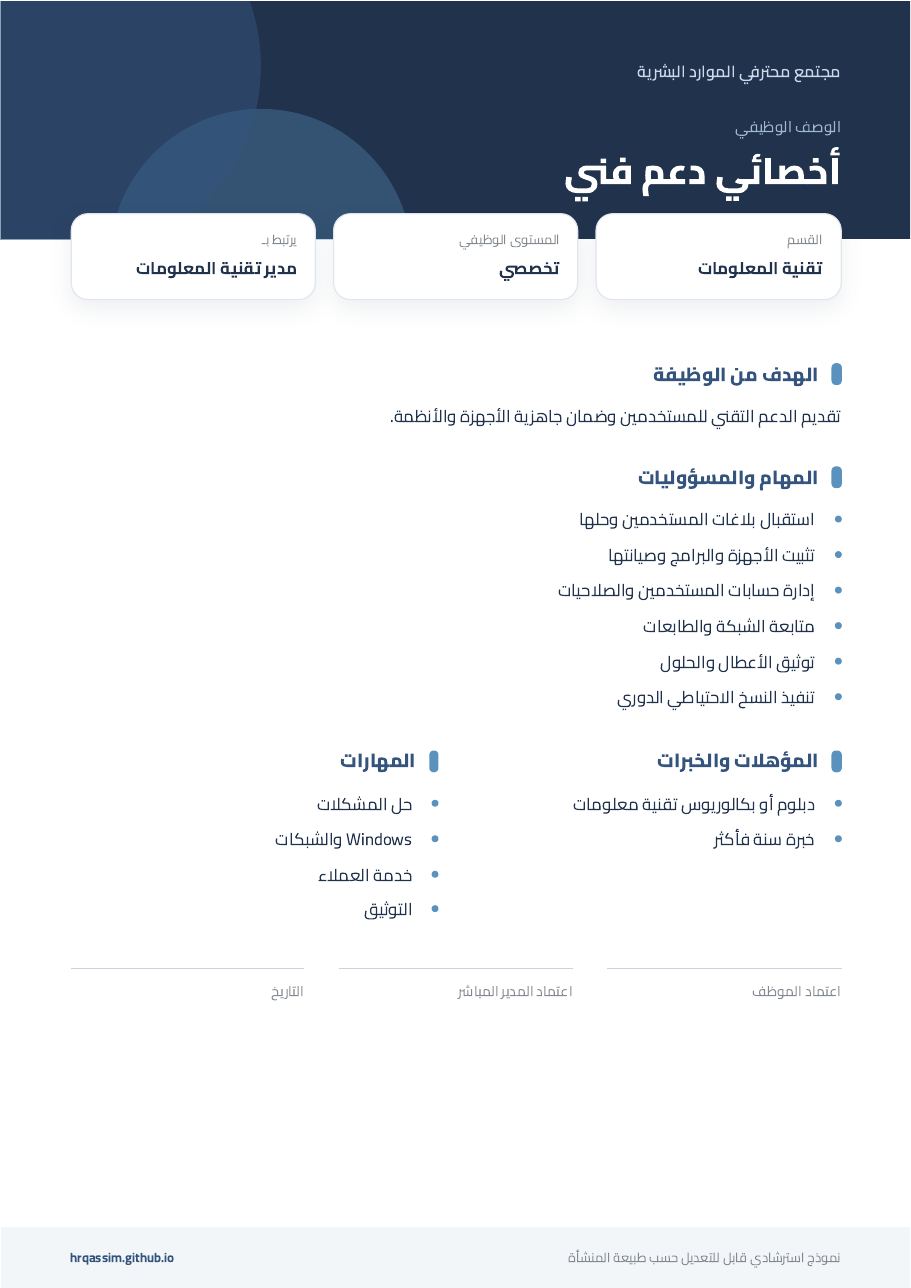 مجتمع محترفي الموارد البشرية
الوصف الوظيفي
أخصائي دعم فني
القسم
تقنية المعلومات
المستوى الوظيفي
تخصصي
يرتبط بـ
مدير تقنية المعلومات
الهدف من الوظيفة
تقديم الدعم التقني للمستخدمين وضمان جاهزية الأجهزة والأنظمة.
المهام والمسؤوليات
استقبال بلاغات المستخدمين وحلها
تثبيت الأجهزة والبرامج وصيانتها
إدارة حسابات المستخدمين والصلاحيات
متابعة الشبكة والطابعات
توثيق الأعطال والحلول
تنفيذ النسخ الاحتياطي الدوري
المؤهلات والخبرات
دبلوم أو بكالوريوس تقنية معلومات
خبرة سنة فأكثر
المهارات
حل المشكلات
Windows والشبكات
خدمة العملاء
التوثيق
اعتماد الموظف
اعتماد المدير المباشر
التاريخ
نموذج استرشادي قابل للتعديل حسب طبيعة المنشأة
hrqassim.github.io